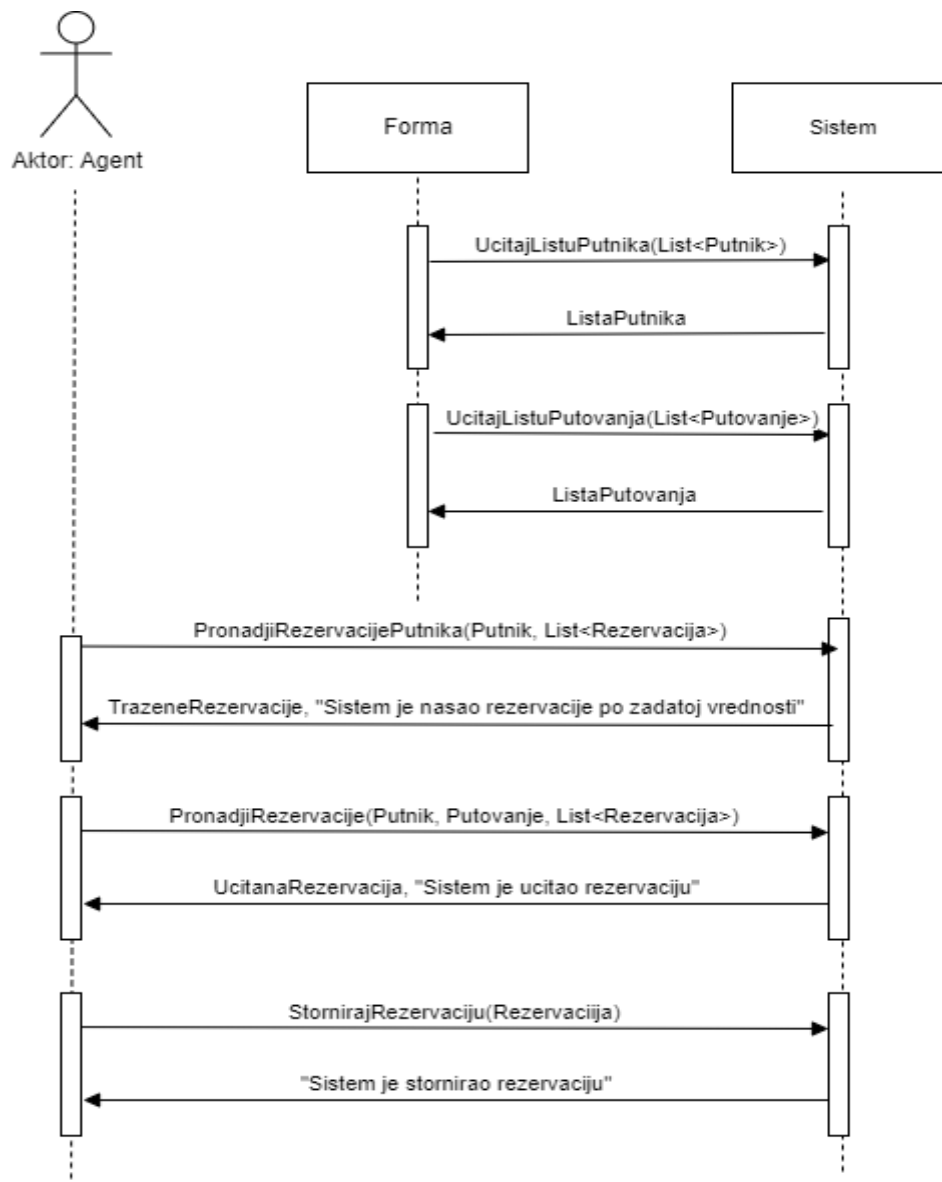 Aktor: Agent
Forma
Sistem
UcitajListuPutnika(List<Putnik>)
ListaPutnika
UcitajListuPutovanja(List<Putovanje>)
ListaPutovanja
PronadjiRezervacijePutnika(Putnik, List<Rezervacija>)
TrazeneRezervacije, "Sistem je nasao rezervacije po zadatoj vrednosti"
PronadjiRezervacije(Putnik, Putovanje, List<Rezervacija>)
UcitanaRezervacija, "Sistem je ucitao rezervaciju"
StornirajRezervaciju(Rezervaciija)
"Sistem je stornirao rezervaciju"